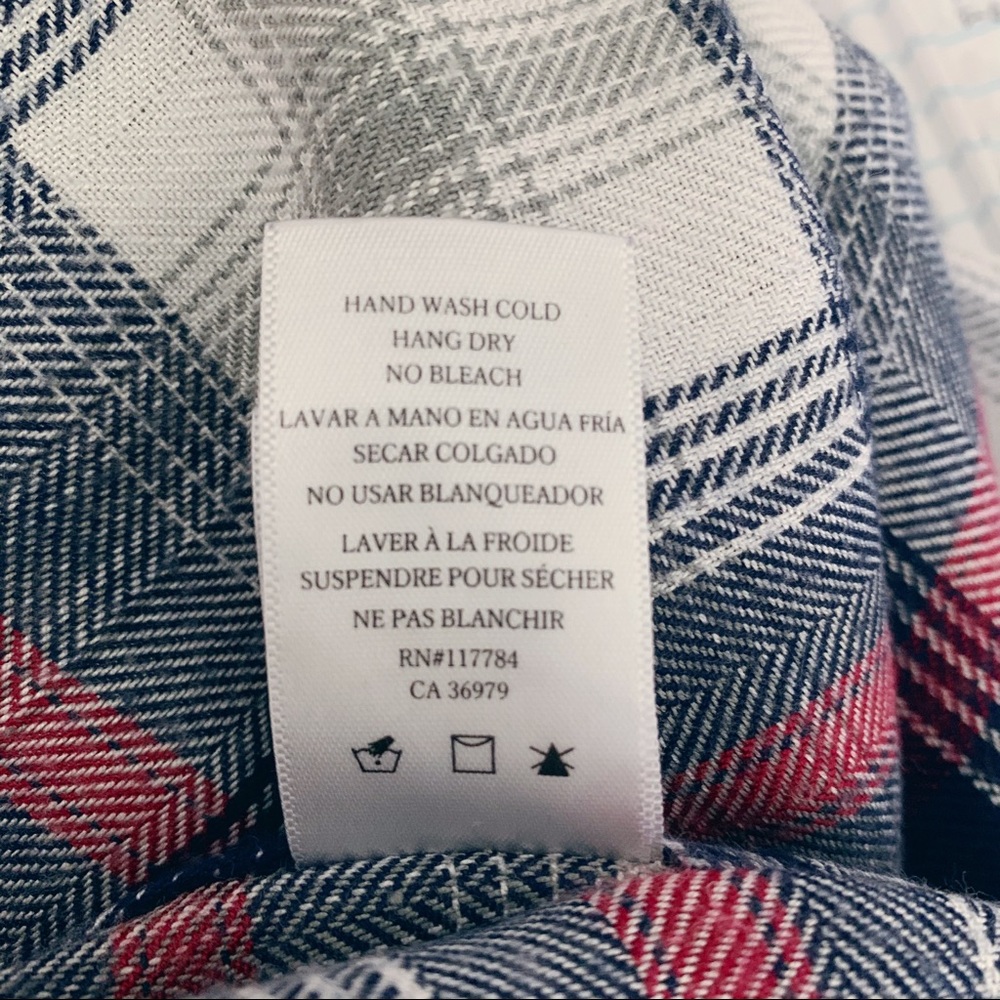 HAND WASH COLD
HANG DRY
NO BLEACH
LAVAR A MANO EN AGUA FRÍA
SECAR COLGADO
NO USAR BLANQUEADOR
LAVER À LA FROIDE
SUSPENDRE POUR SÉCHER
NE PAS BLANCHIR
RN#117784
CA 36979